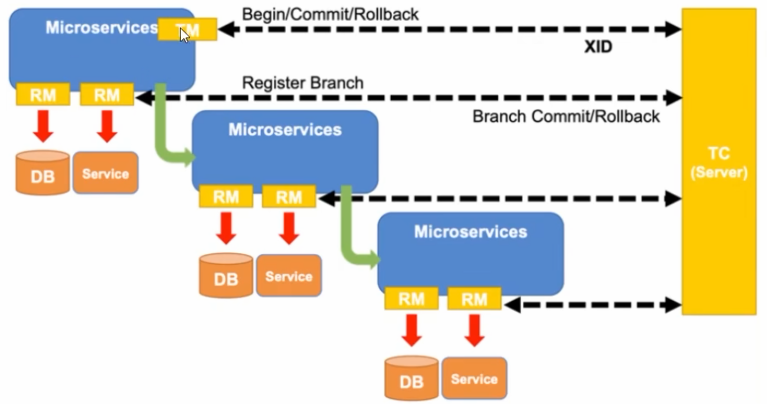 Begin/Commit/Rollback
Microservices
TM
XID
Register Branch
RM
RM
Branch Commit/Rollback
Microservices
TC
(Server)
DB
Service
RM
RM
Microservices
DB
Service
RM
RM
DB
Service